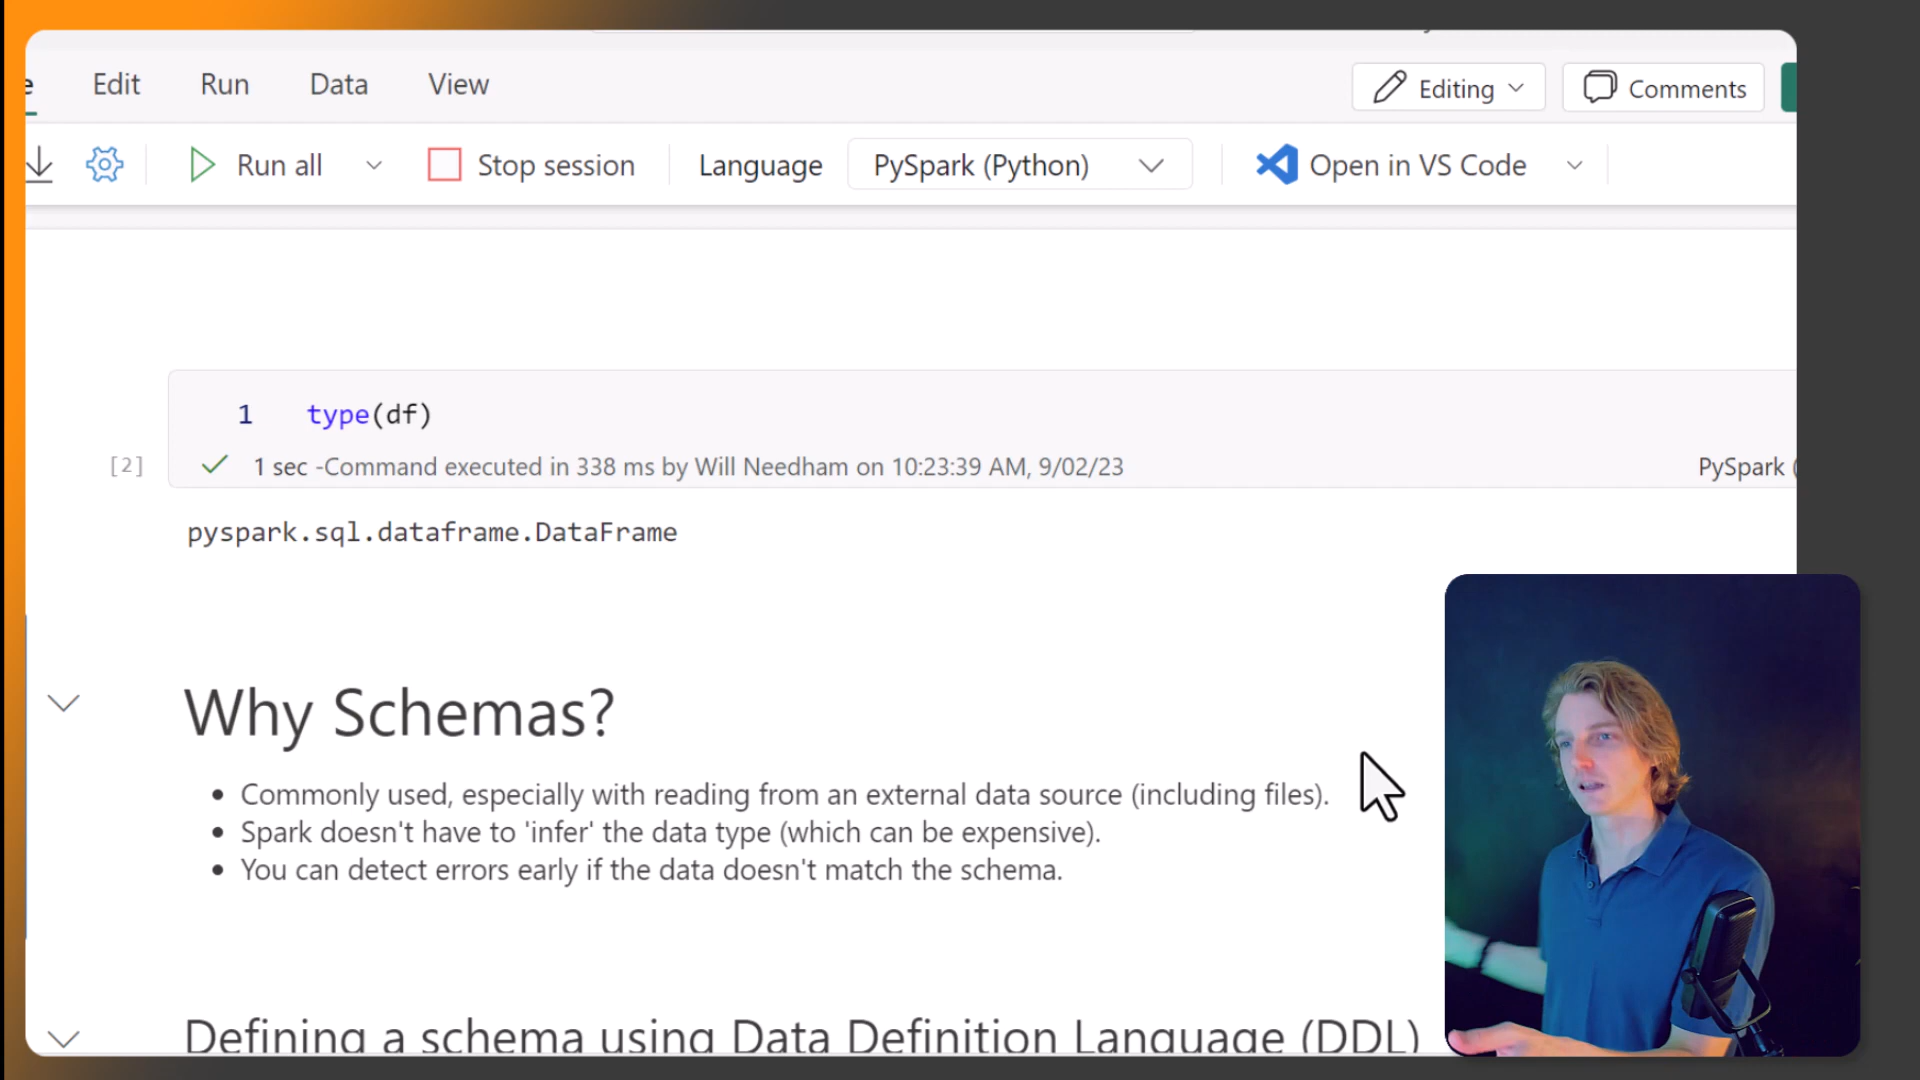 Edit Run Data View Editing Comments
Run all Stop session Language PySpark (Python) Open in VS Code
1 type(df)
[2] 1 sec -Command executed in 338 ms by Will Needham on 10:23:39 AM, 9/02/23 PySpark (
pyspark.sql.dataframe.DataFrame
Why Schemas?
• Commonly used, especially with reading from an external data source (including files).
• Spark doesn't have to 'infer' the data type (which can be expensive).
• You can detect errors early if the data doesn't match the schema.
Defining a schema using Data Definition Language (DDL)